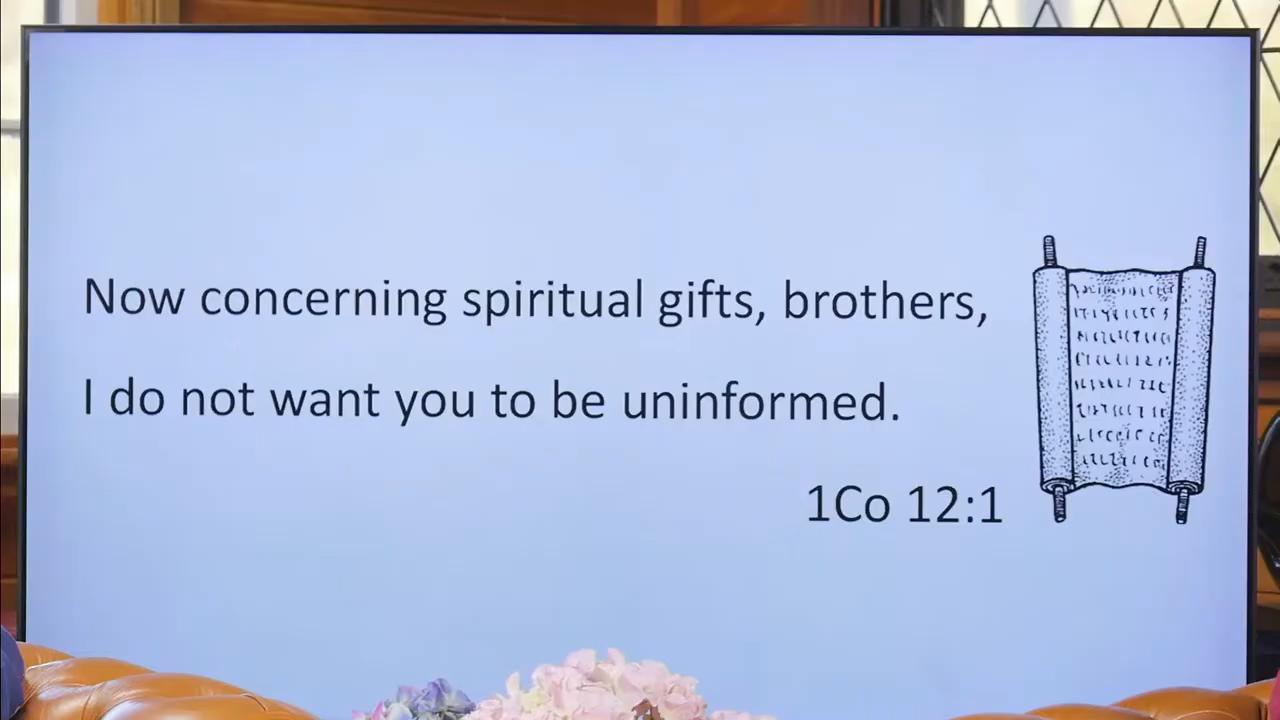 Now concerning spiritual gifts, brothers,
I do not want you to be uninformed.
1Co 12:1